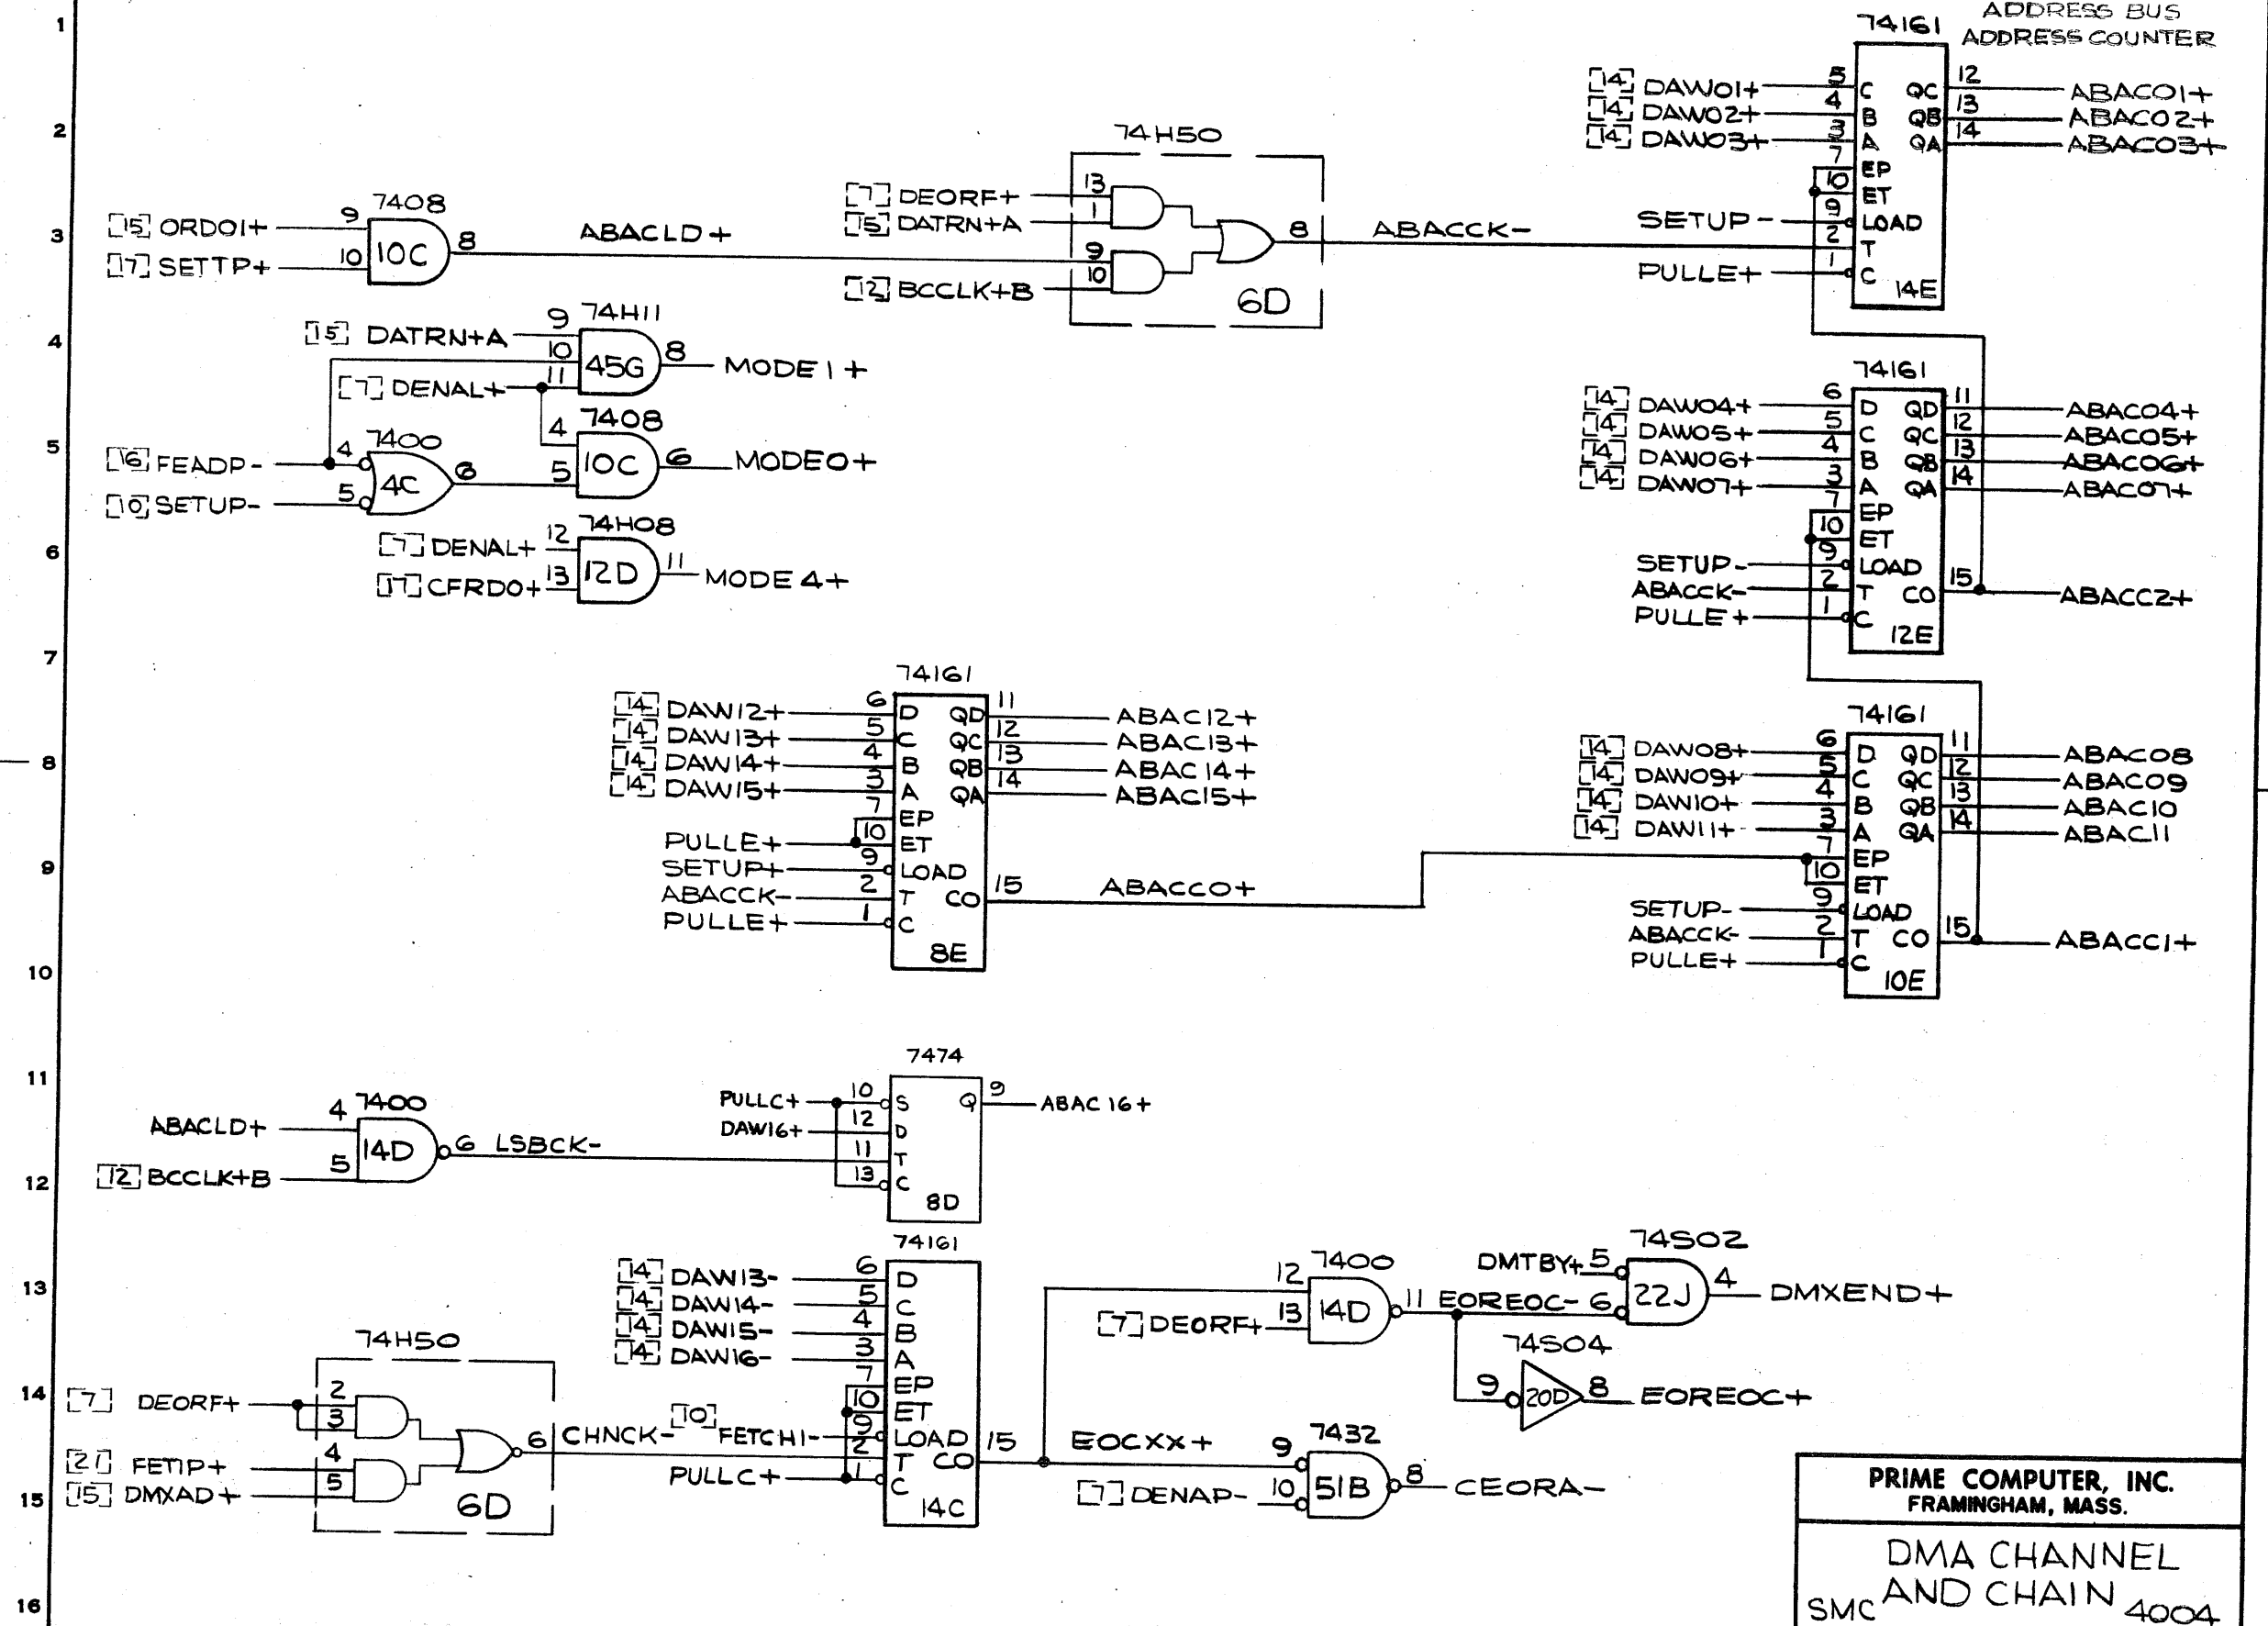 1
2
3
4
5
6
7
8
9
10
11
12
13
14
15
16
ADDRESS BUS
ADDRESS COUNTER
74161
[14] DAW01+ 5 C QC 12 ABAC01+
[14] DAW02+ 4 B QB 13 ABAC02+
[14] DAW03+ 3 A QA 14 ABAC03+
7 EP
10 ET
SETUP- 9 LOAD
2 T
PULLE+ 1 C
14E
7408
[15] ORD01+ 9
[17] SETTP+ 10
10C 8 ABACLD+
74H50
[7] DEORF+ 13
[15] DATRN+A 1
9
[12] BCCLK+B 10
6D
8 ABACCK-
74H11
[15] DATRN+A 9
10
[7] DENAL+ 11
45G 8 MODE1+
7408
4
5 10C 6 MODE0+
7400
[16] FEADP- 4
[10] SETUP- 5
4C 6
74H08
[7] DENAL+ 12
[17] CFRDO+ 13
12D 11 MODE4+
74161
[14] DAW04+ 6 D QD 11 ABAC04+
[14] DAW05+ 5 C QC 12 ABAC05+
[14] DAW06+ 4 B QB 13 ABAC06+
[14] DAW07+ 3 A QA 14 ABAC07+
7 EP
10 ET
SETUP- 9 LOAD
ABACCK- 2 T CO 15 ABACC2+
PULLE+ 1 C
12E
74161
[14] DAW12+ 6 D QD 11 ABAC12+
[14] DAW13+ 5 C QC 12 ABAC13+
[14] DAW14+ 4 B QB 13 ABAC14+
[14] DAW15+ 3 A QA 14 ABAC15+
7 EP
PULLE+ 10 ET
SETUP+ 9 LOAD
ABACCK- 2 T CO 15 ABACC0+
PULLE+ 1 C
8E
74161
[14] DAW08+ 6 D QD 11 ABAC08
[14] DAW09+ 5 C QC 12 ABAC09
[14] DAW10+ 4 B QB 13 ABAC10
[14] DAW11+ 3 A QA 14 ABAC11
7 EP
10 ET
SETUP- 9 LOAD
ABACCK- 2 T CO 15 ABACC1+
PULLE+ 1 C
10E
7400
ABACLD+ 4
[12] BCCLK+B 5
14D 6 LSBCK-
7474
PULLC+ 10 S Q 9 ABAC16+
DAW16+ 12 D
11 T
13 C
8D
74161
[14] DAW13- 6 D
[14] DAW14- 5 C
[14] DAW15- 4 B
[14] DAW16- 3 A
7 EP
10 ET
[10] FETCH1- 9 LOAD
2 T CO 15 EOCXX+
PULLC+ 1 C
14C
74H50
[7] DEORF+ 2
3
[21] FETIP+ 4
[15] DMXAD+ 5
6D
6 CHNCK-
7400
12
[7] DEORF+ 13
14D 11 EOREOC- 6
74S02
DMTBY+ 5
22J 4 DMXEND+
74S04
9 20D 8 EOREOC+
7432
9
[7] DENAP- 10
51B 8 CEORA-
PRIME COMPUTER, INC.
FRAMINGHAM, MASS.
DMA CHANNEL
AND CHAIN
SMC 4004